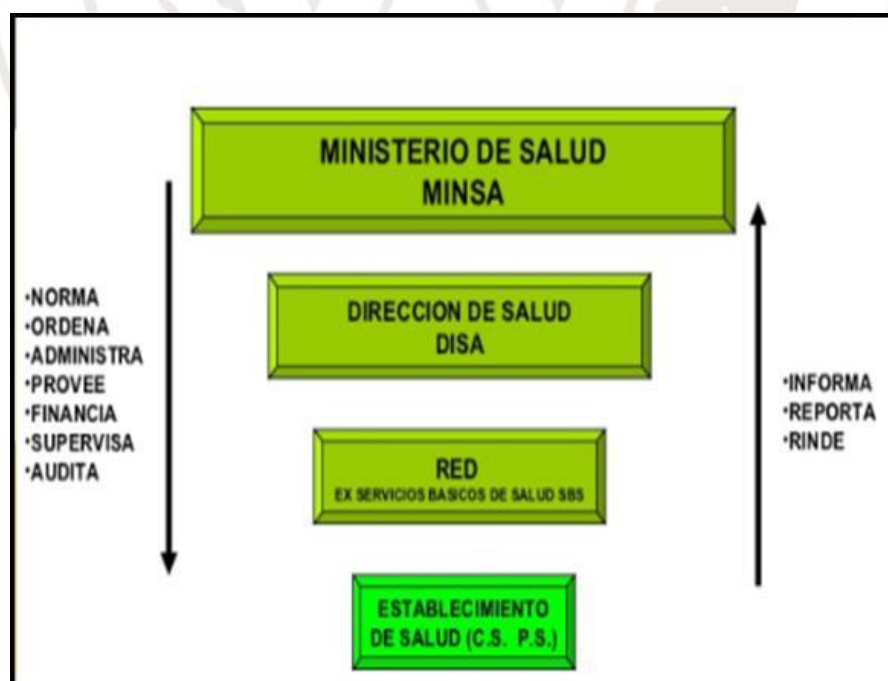 MINISTERIO DE SALUD
MINSA
DIRECCION DE SALUD
DISA
RED
EX SERVICIOS BASICOS DE SALUD SBS
ESTABLECIMIENTO
DE SALUD (C.S. P.S.)
•NORMA
•ORDENA
•ADMINISTRA
•PROVEE
•FINANCIA
•SUPERVISA
•AUDITA
•INFORMA
•REPORTA
•RINDE